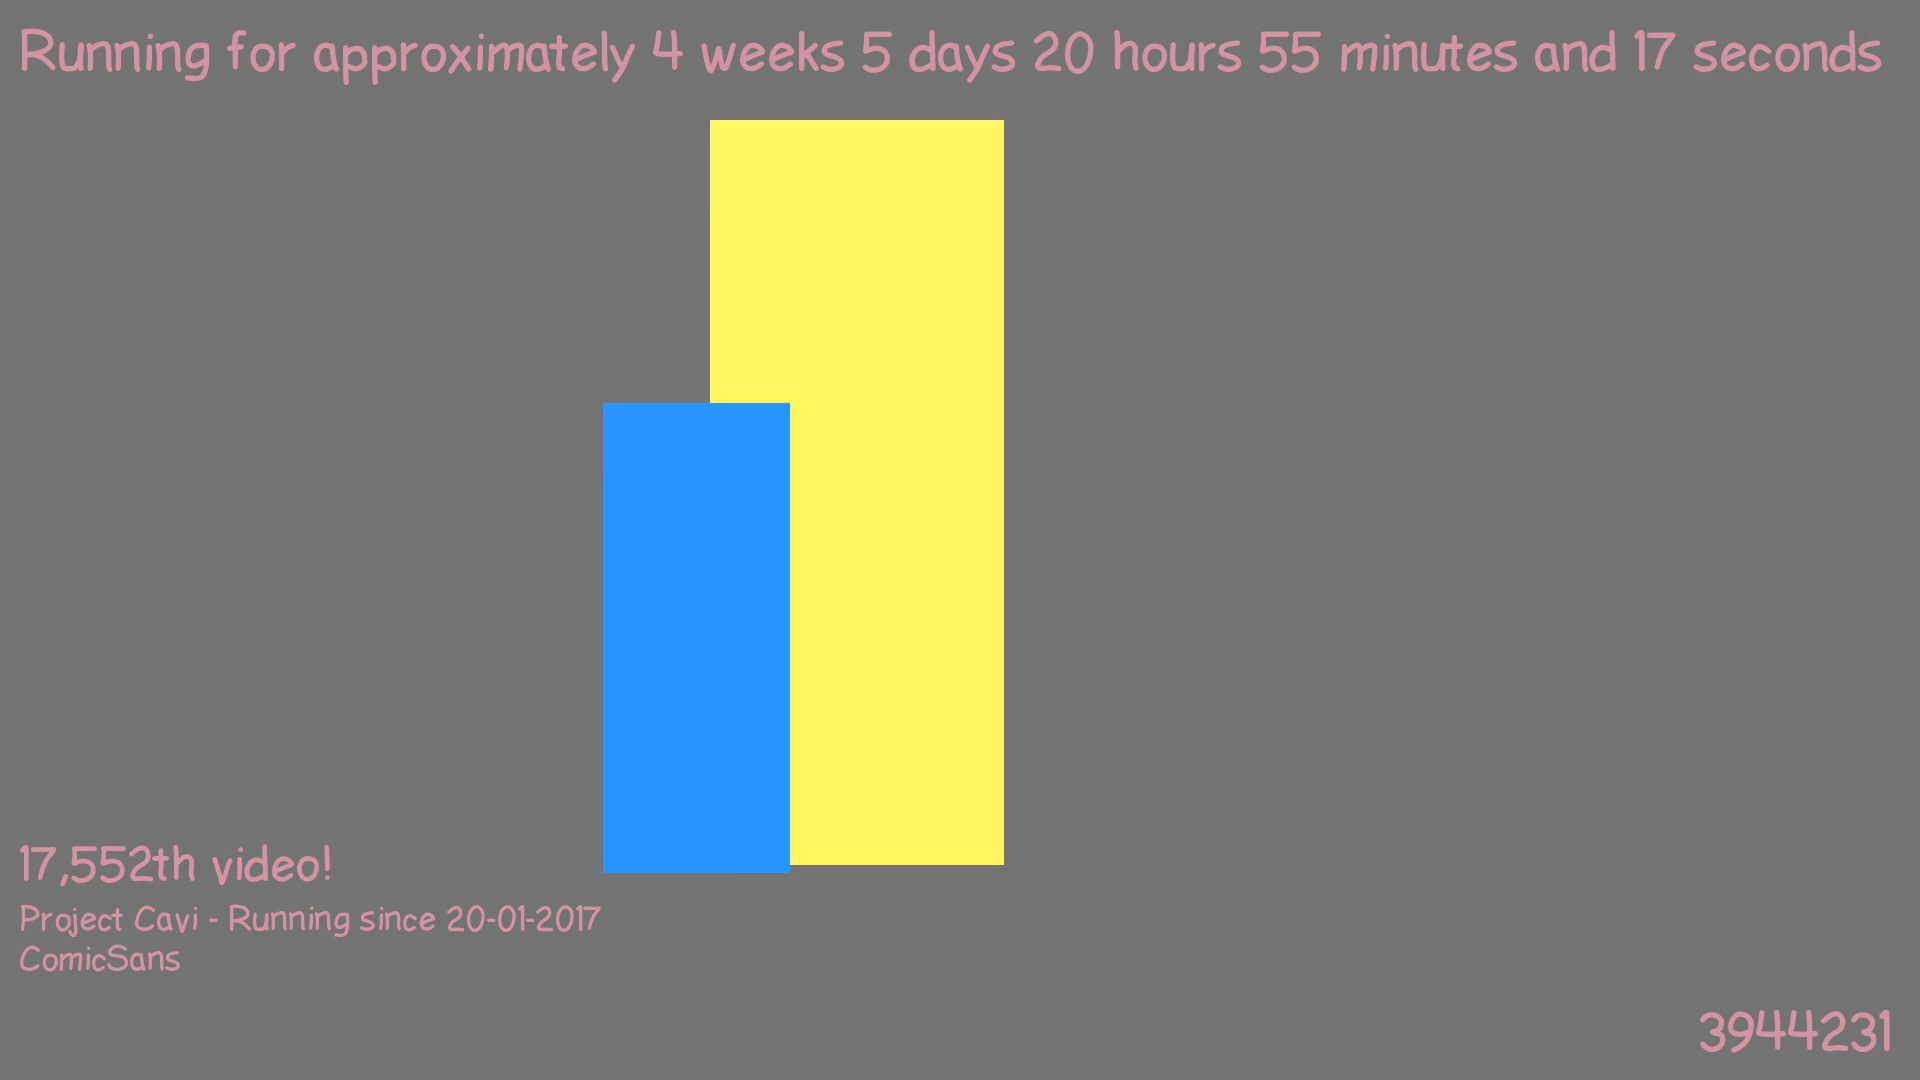 Running for approximately 4 weeks 5 days 20 hours 55 minutes and 17 seconds
17,552th video!
Project Cavi - Running since 20-01-2017
ComicSans
3944231